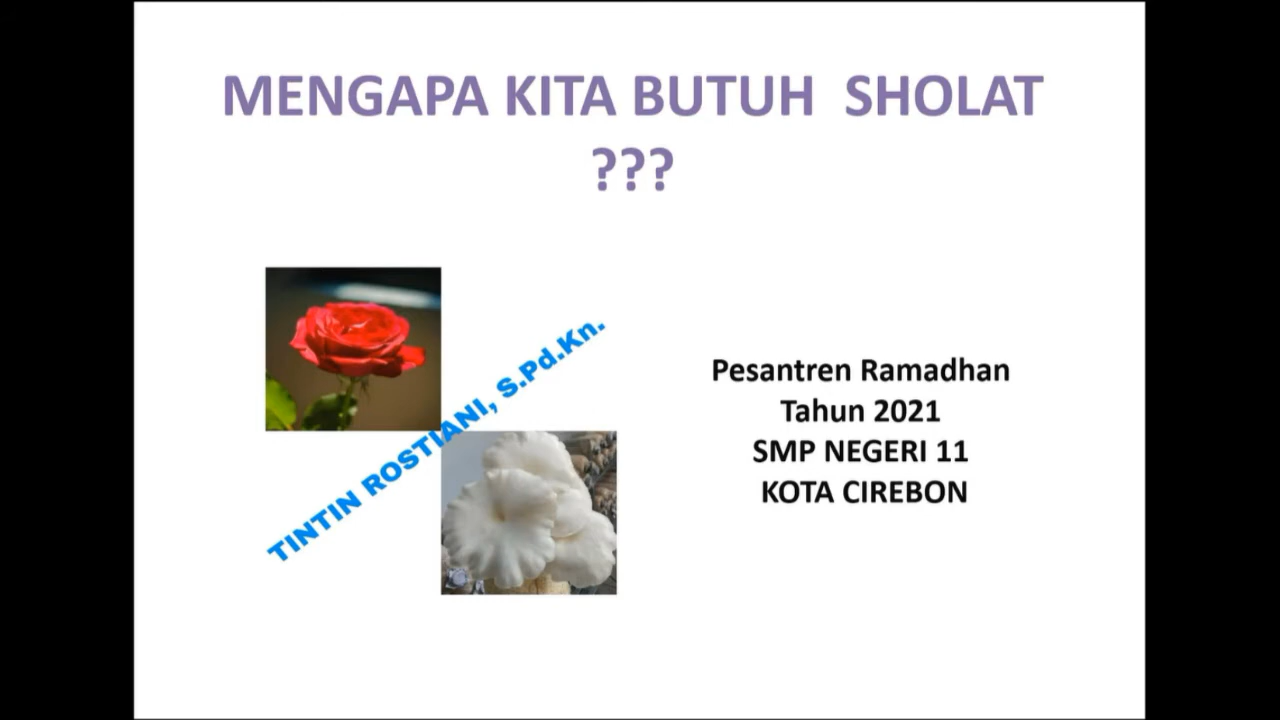 MENGAPA KITA BUTUH SHOLAT
???
TINTIN ROSTIANI, S.Pd.Kn.
Pesantren Ramadhan
Tahun 2021
SMP NEGERI 11
KOTA CIREBON